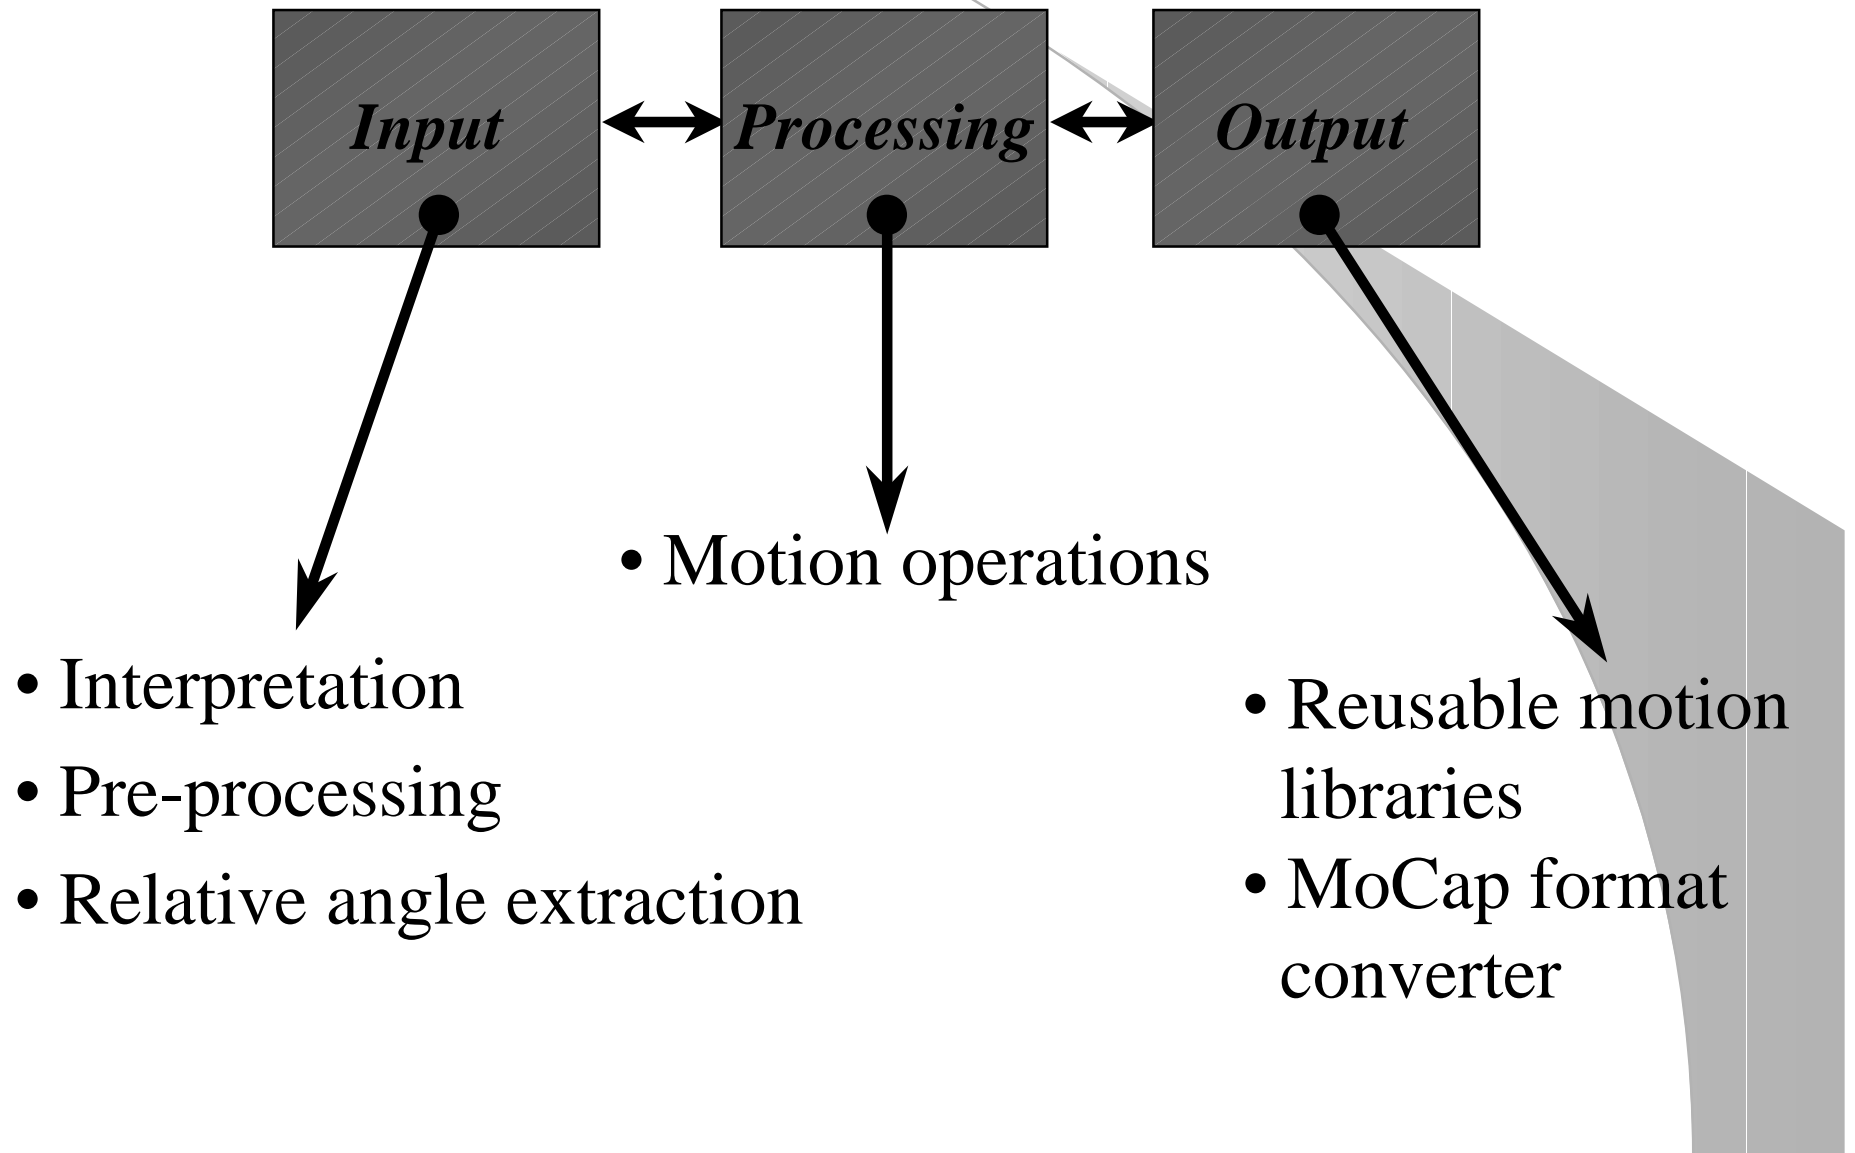 Input
Processing
Output
• Motion operations
• Interpretation
• Pre-processing
• Relative angle extraction
• Reusable motion
libraries
• MoCap format
converter